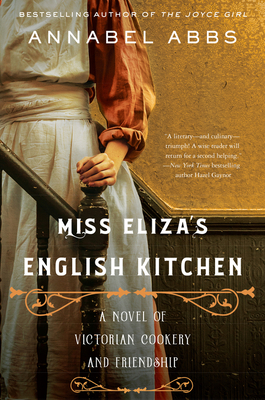 BESTSELLING AUTHOR OF THE JOYCE GIRL
ANNABEL ABBS
"A literary—and culinary—
triumph! A wise reader will
return for a second helping."
—New York Times bestselling
author Hazel Gaynor
MISS ELIZA'S
ENGLISH KITCHEN
A NOVEL OF
VICTORIAN COOKERY
AND FRIENDSHIP